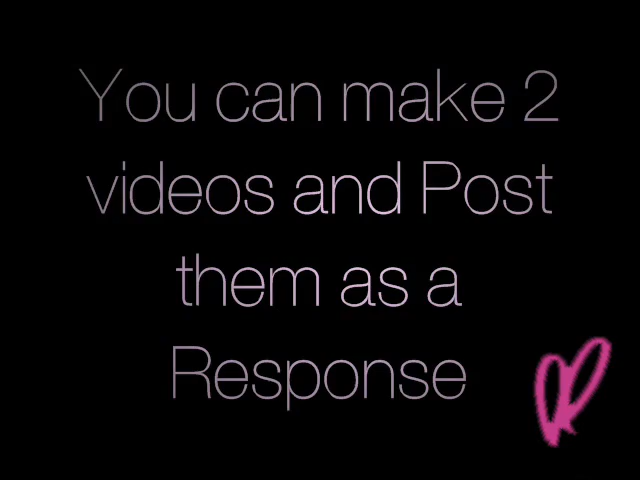 You can make 2
videos and Post
them as a
Response